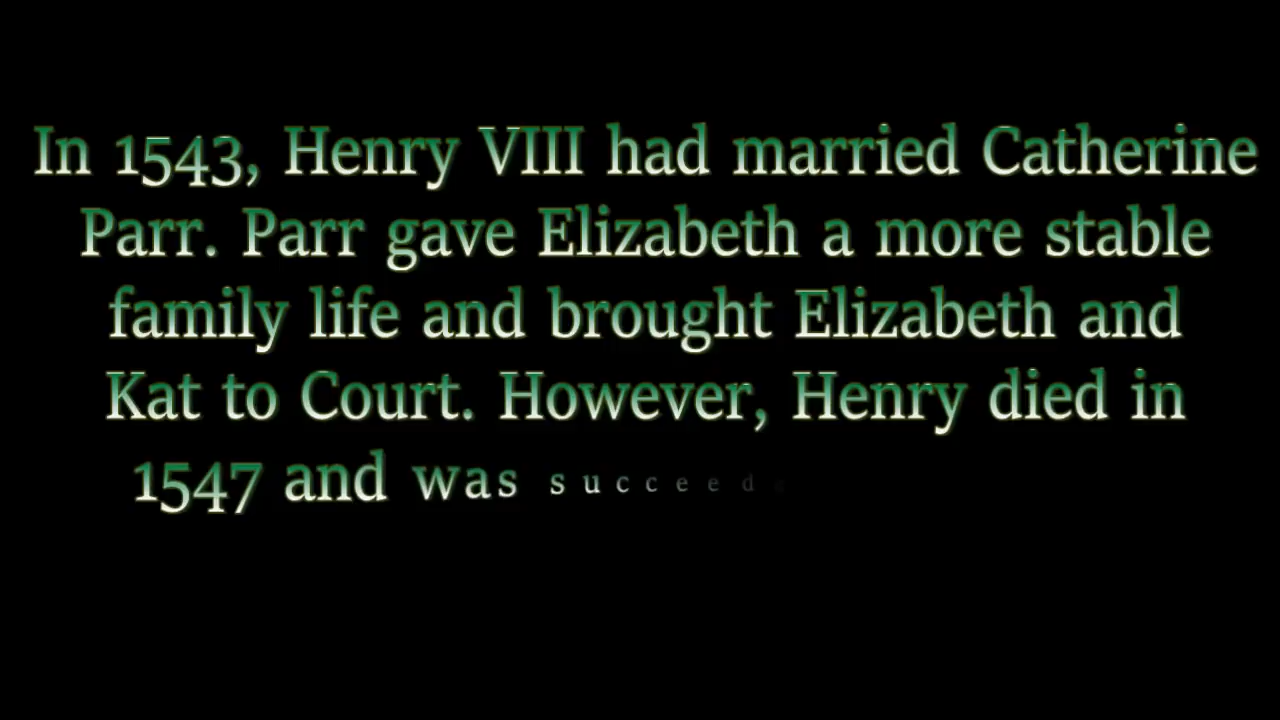 In 1543, Henry VIII had married Catherine
Parr. Parr gave Elizabeth a more stable
family life and brought Elizabeth and
Kat to Court. However, Henry died in
1547 and was succeed